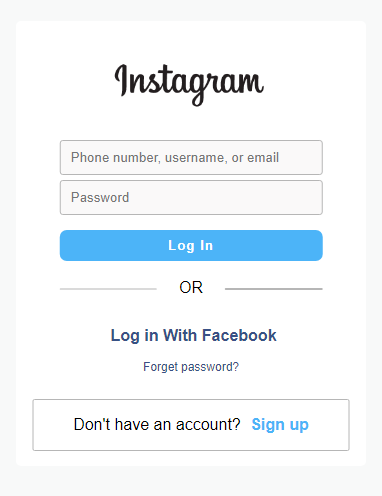 Instagram
Phone number, username, or email
Password
Log In
OR
Log in With Facebook
Forget password?
Don't have an account? Sign up